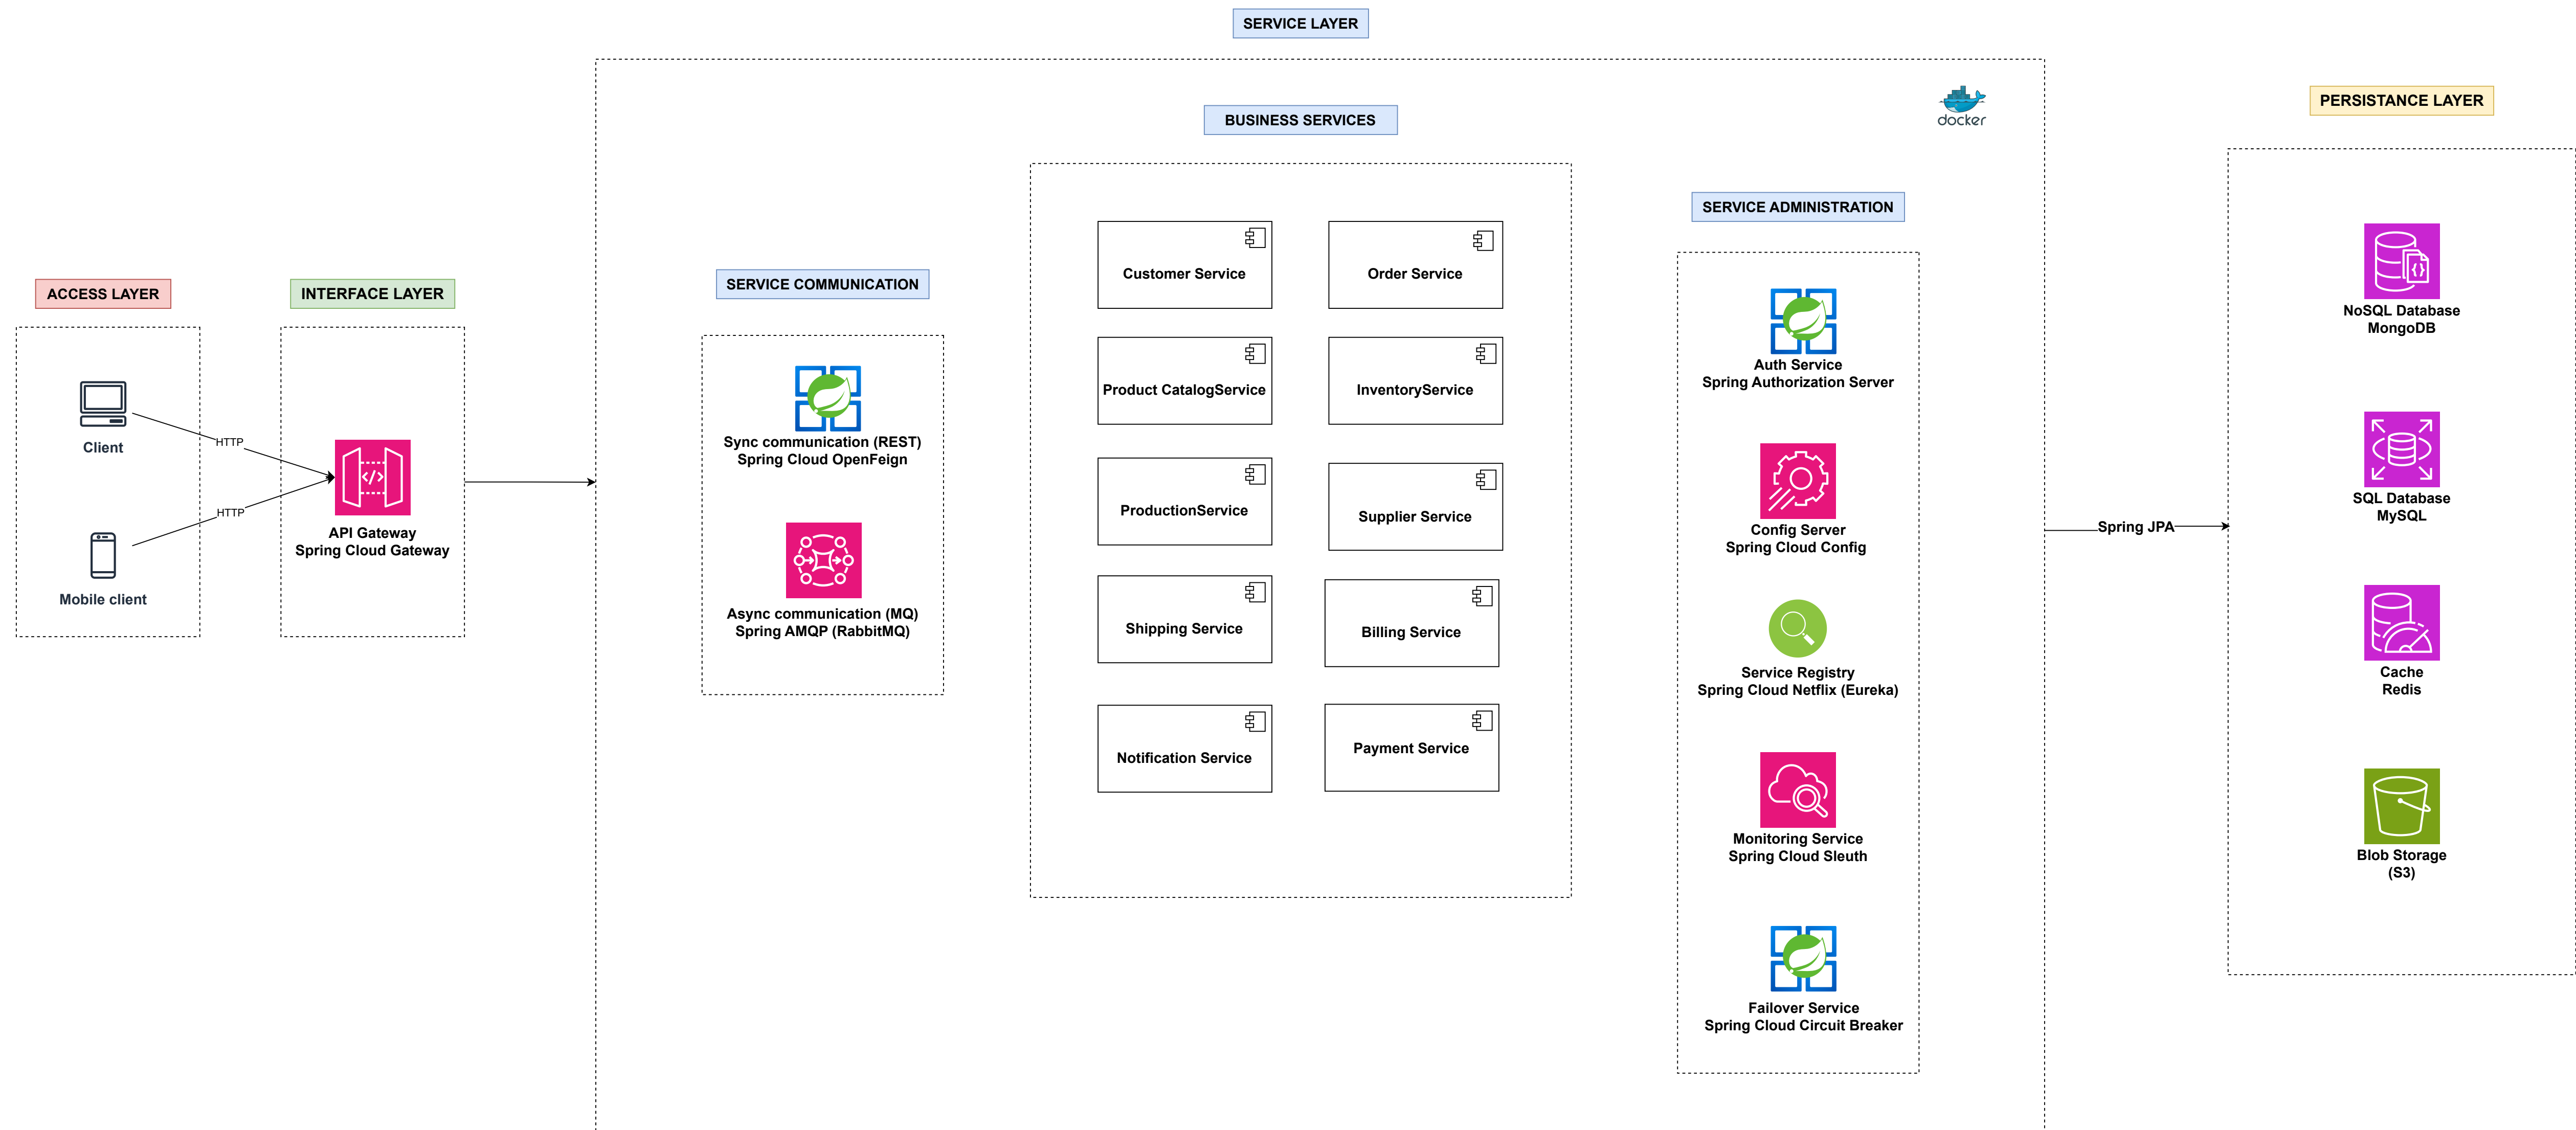 SERVICE LAYER
docker
PERSISTANCE LAYER
BUSINESS SERVICES
SERVICE ADMINISTRATION
SERVICE COMMUNICATION
ACCESS LAYER
INTERFACE LAYER
Client
Mobile client
HTTP
HTTP
API Gateway
Spring Cloud Gateway
Sync communication (REST)
Spring Cloud OpenFeign
Async communication (MQ)
Spring AMQP (RabbitMQ)
Customer Service
Order Service
Product CatalogService
InventoryService
ProductionService
Supplier Service
Shipping Service
Billing Service
Notification Service
Payment Service
Auth Service
Spring Authorization Server
Config Server
Spring Cloud Config
Service Registry
Spring Cloud Netflix (Eureka)
Monitoring Service
Spring Cloud Sleuth
Failover Service
Spring Cloud Circuit Breaker
Spring JPA
NoSQL Database
MongoDB
SQL Database
MySQL
Cache
Redis
Blob Storage
(S3)